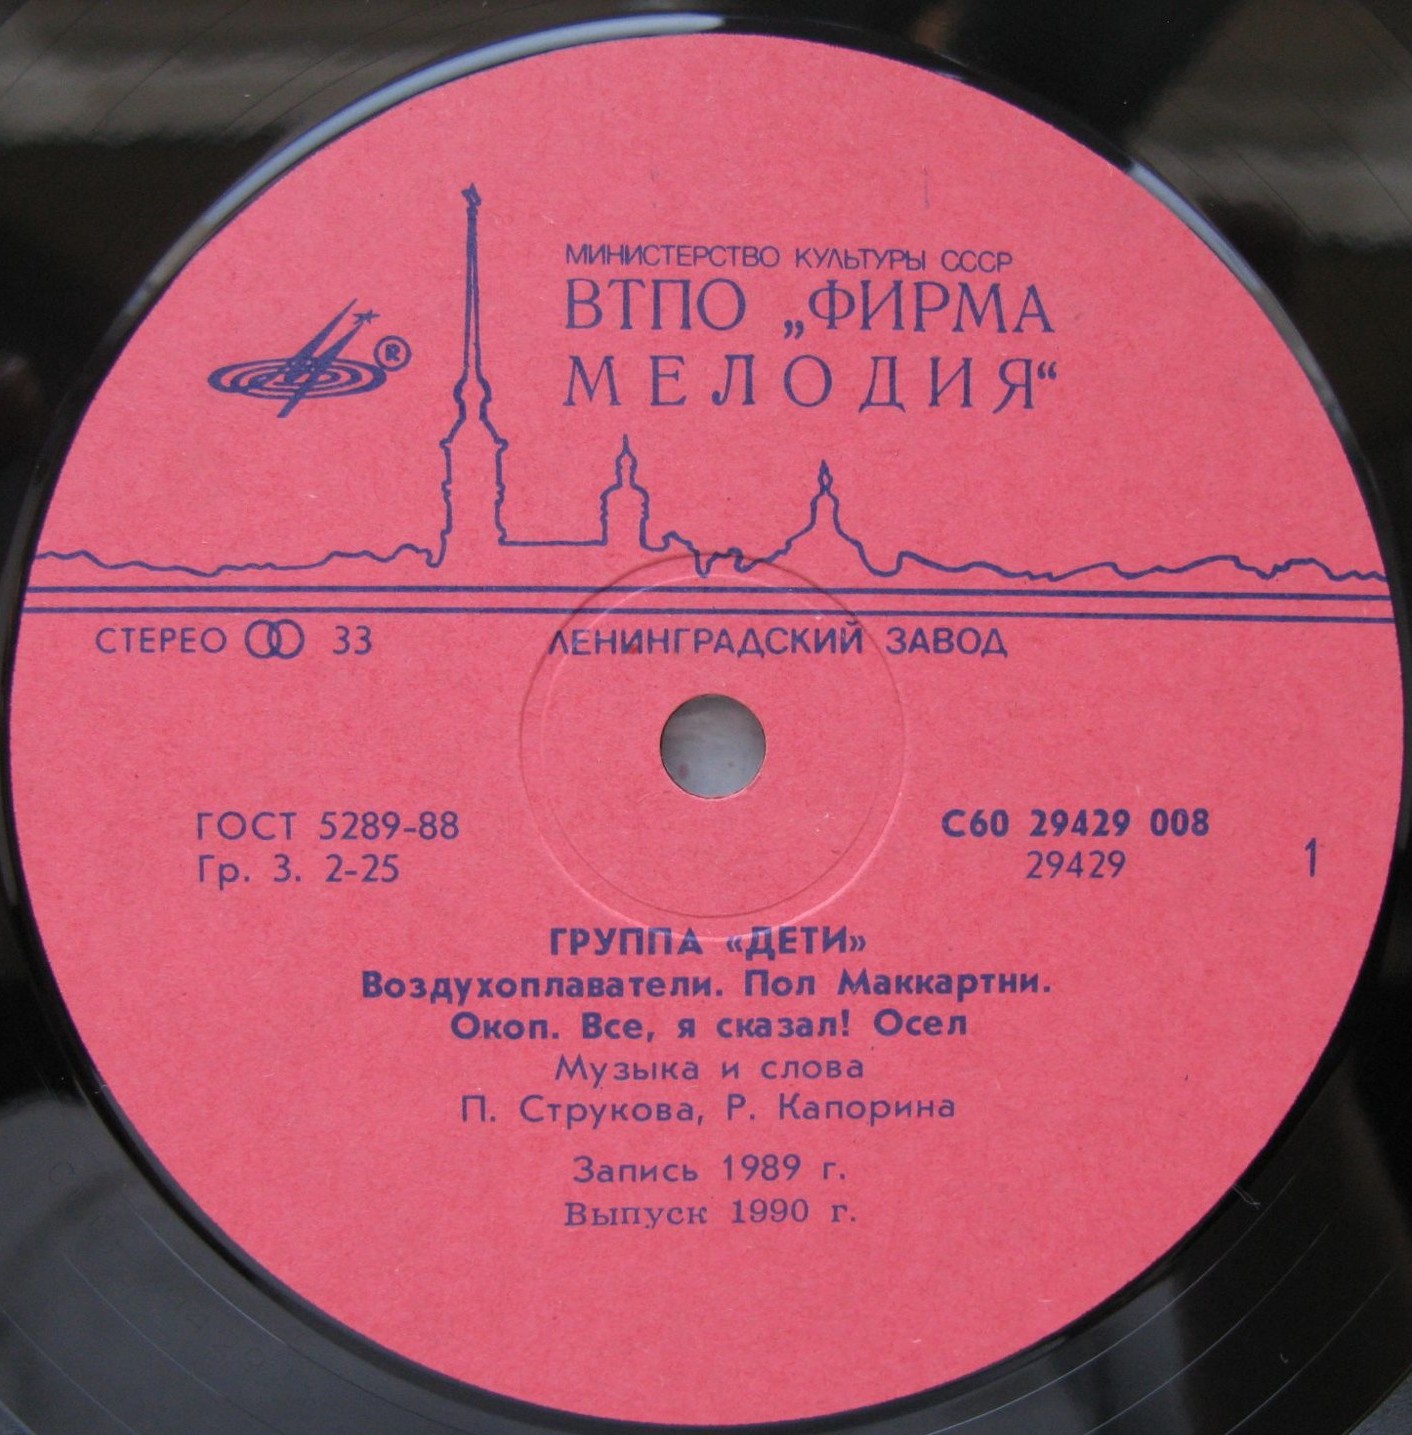 МИНИСТЕРСТВО КУЛЬТУРЫ СССР
ВТПО „ФИРМА
МЕЛОДИЯ“
®
СТЕРЕО 33 ЛЕНИНГРАДСКИЙ ЗАВОД
ГОСТ 5289-88 С60 29429 008
Гр. 3. 2-25 29429 1
ГРУППА «ДЕТИ»
Воздухоплаватели. Пол Маккартни.
Окоп. Все, я сказал! Осел
Музыка и слова
П. Струкова, Р. Капорина
Запись 1989 г.
Выпуск 1990 г.